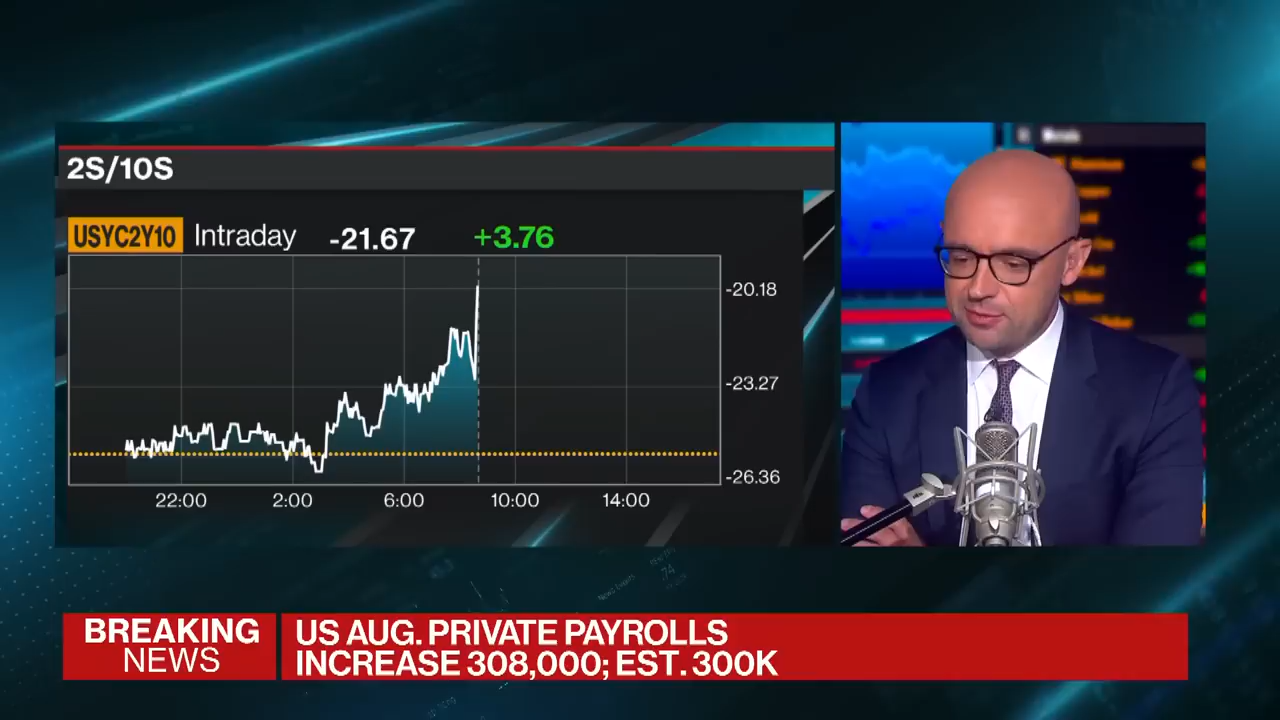 2S/10S
USYC2Y10 Intraday -21.67 +3.76
-20.18
-23.27
-26.36
22:00 2:00 6:00 10:00 14:00
BREAKING
NEWS
US AUG. PRIVATE PAYROLLS
INCREASE 308,000; EST. 300K